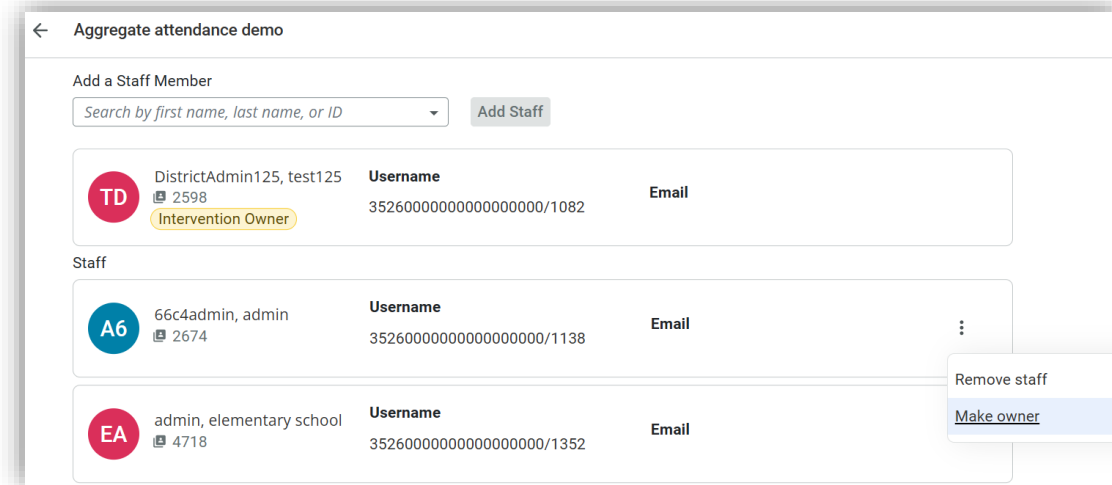 Aggregate attendance demo
Add a Staff Member
Search by first name, last name, or ID
Add Staff
TD
DistrictAdmin125, test125
2598
Intervention Owner
Username
35260000000000000000/1082
Email
Staff
A6
66c4admin, admin
2674
Username
35260000000000000000/1138
Email
Remove staff
Make owner
EA
admin, elementary school
4718
Username
35260000000000000000/1352
Email